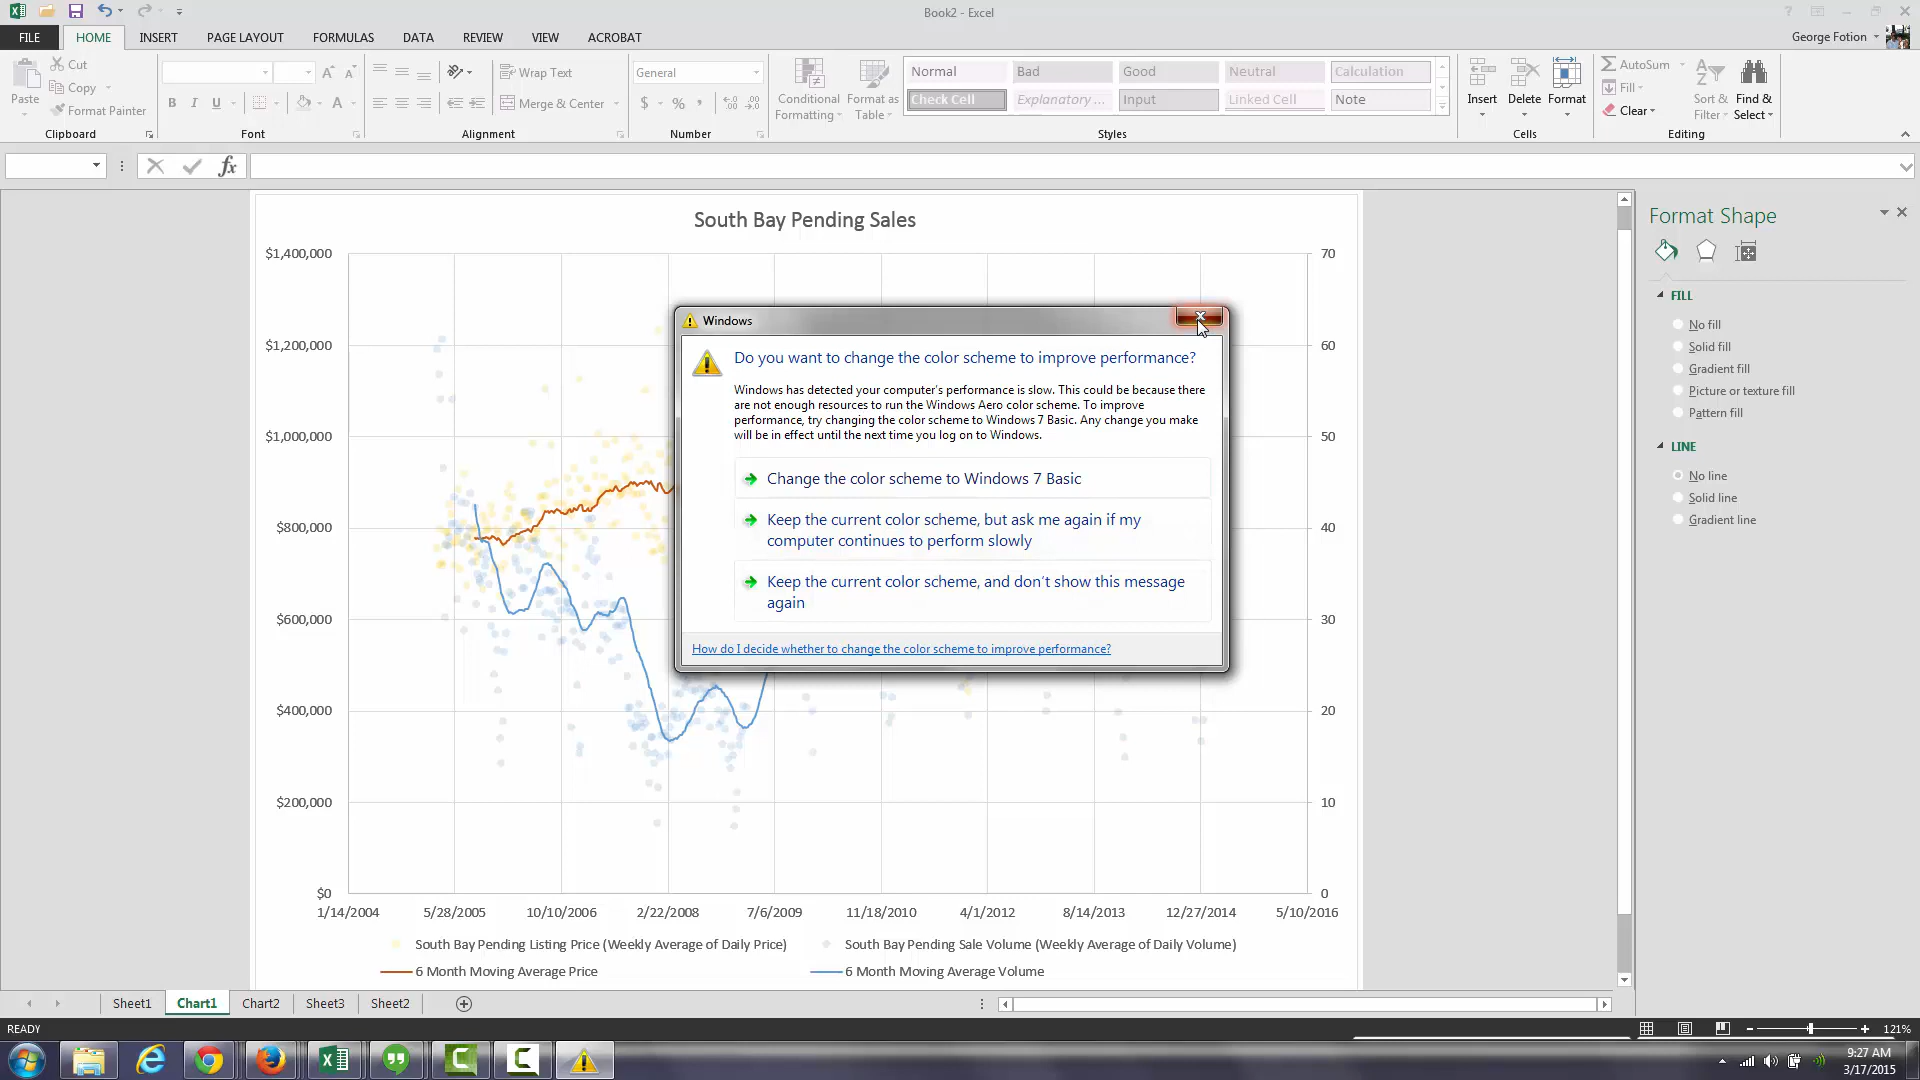 Book2 - Excel
FILE HOME INSERT PAGE LAYOUT FORMULAS DATA REVIEW VIEW ACROBAT George Fotion
Paste Cut Copy Format Painter
Clipboard
B I U A
Font
Wrap Text
Merge & Center
Alignment
General
$ % ,
Number
Conditional Formatting
Format as Table
Normal Bad Good Neutral Calculation
Check Cell Explanatory ... Input Linked Cell Note
Styles
Insert Delete Format
Cells
AutoSum
Fill
Clear
Sort & Filter
Find & Select
Editing
fx
South Bay Pending Sales
$1,400,000
$1,200,000
$1,000,000
$800,000
$600,000
$400,000
$200,000
$0
70
60
50
40
30
20
10
0
1/14/2004 5/28/2005 10/10/2006 2/22/2008 7/6/2009 11/18/2010 4/1/2012 8/14/2013 12/27/2014 5/10/2016
South Bay Pending Listing Price (Weekly Average of Daily Price) South Bay Pending Sale Volume (Weekly Average of Daily Volume)
6 Month Moving Average Price 6 Month Moving Average Volume
Windows
Do you want to change the color scheme to improve performance?
Windows has detected your computer's performance is slow. This could be because there
are not enough resources to run the Windows Aero color scheme. To improve
performance, try changing the color scheme to Windows 7 Basic. Any change you make
will be in effect until the next time you log on to Windows.
Change the color scheme to Windows 7 Basic
Keep the current color scheme, but ask me again if my
computer continues to perform slowly
Keep the current color scheme, and don't show this message
again
How do I decide whether to change the color scheme to improve performance?
Format Shape
FILL
No fill
Solid fill
Gradient fill
Picture or texture fill
Pattern fill
LINE
No line
Solid line
Gradient line
Sheet1 Chart1 Chart2 Sheet3 Sheet2
READY
121%
9:27 AM
3/17/2015